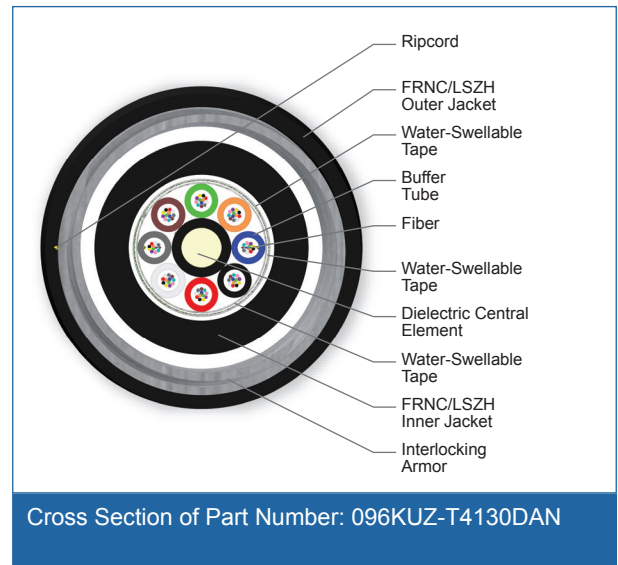 Ripcord
FRNC/LSZH
Outer Jacket
Water-Swellable
Tape
Buffer
Tube
Fiber
Water-Swellable
Tape
Dielectric Central
Element
Water-Swellable
Tape
FRNC/LSZH
Inner Jacket
Interlocking
Armor
Cross Section of Part Number: 096KUZ-T4130DAN